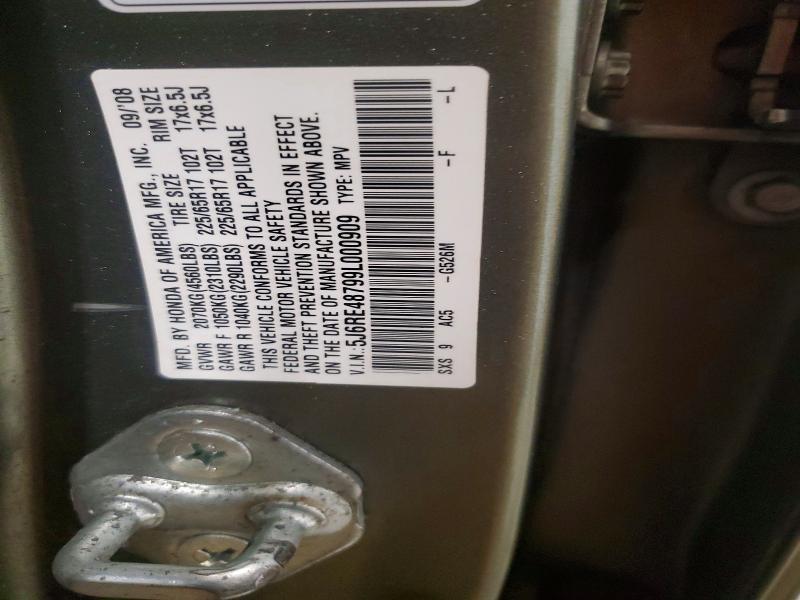 MFD. BY HONDA OF AMERICA MFG., INC. 09/'08
GVWR 2070KG(4560LBS) TIRE SIZE RIM SIZE
GAWR F 1050KG(2310LBS) 225/65R17 102T 17x6.5J
GAWR R 1040KG(2290LBS) 225/65R17 102T 17x6.5J
THIS VEHICLE CONFORMS TO ALL APPLICABLE
FEDERAL MOTOR VEHICLE SAFETY
AND THEFT PREVENTION STANDARDS IN EFFECT
ON THE DATE OF MANUFACTURE SHOWN ABOVE.
V.I.N.:5J6RE48799L000909 TYPE: MPV
SXS 9 AC5 -G526M -F -L